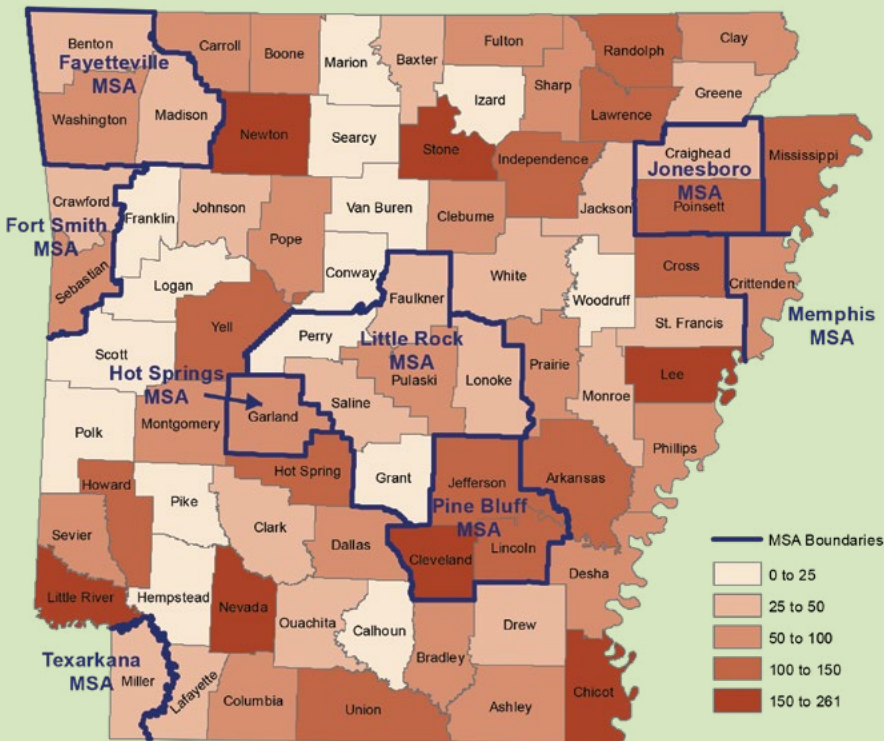 Benton
Carroll
Boone
Marion
Baxter
Fulton
Randolph
Clay
Fayetteville
MSA
Izard
Sharp
Greene
Washington
Madison
Newton
Searcy
Stone
Lawrence
Independence
Craighead
Mississippi
Jonesboro
MSA
Poinsett
Crawford
Franklin
Johnson
Van Buren
Cleburne
Jackson
Fort Smith
MSA
Sebastian
Pope
Logan
Conway
Faulkner
White
Woodruff
Cross
Crittenden
Memphis
MSA
St. Francis
Yell
Perry
Little Rock
MSA
Pulaski
Lonoke
Prairie
Scott
Hot Springs
MSA
Garland
Saline
Monroe
Lee
Polk
Montgomery
Phillips
Hot Spring
Grant
Jefferson
Arkansas
Howard
Pike
Pine Bluff
MSA
Sevier
Clark
Dallas
Cleveland
Lincoln
Desha
Little River
Hempstead
Nevada
Ouachita
Calhoun
Drew
Bradley
Texarkana
MSA
Miller
Lafayette
Columbia
Union
Ashley
Chicot
MSA Boundaries
0 to 25
25 to 50
50 to 100
100 to 150
150 to 261